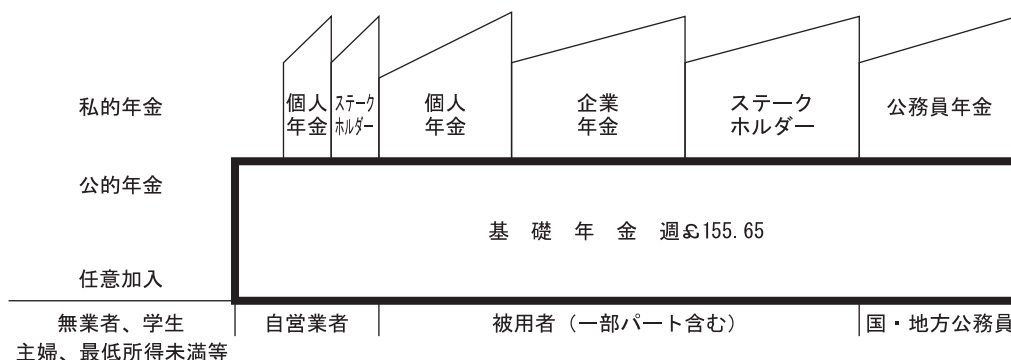 私的年金
個人
年金
ステーク
ホルダー
個人
年金
企業
年金
ステーク
ホルダー
公務員年金
公的年金
基 礎 年 金 週£155.65
任意加入
無業者、学生
主婦、最低所得未満等
自営業者
被用者（一部パート含む）
国・地方公務員